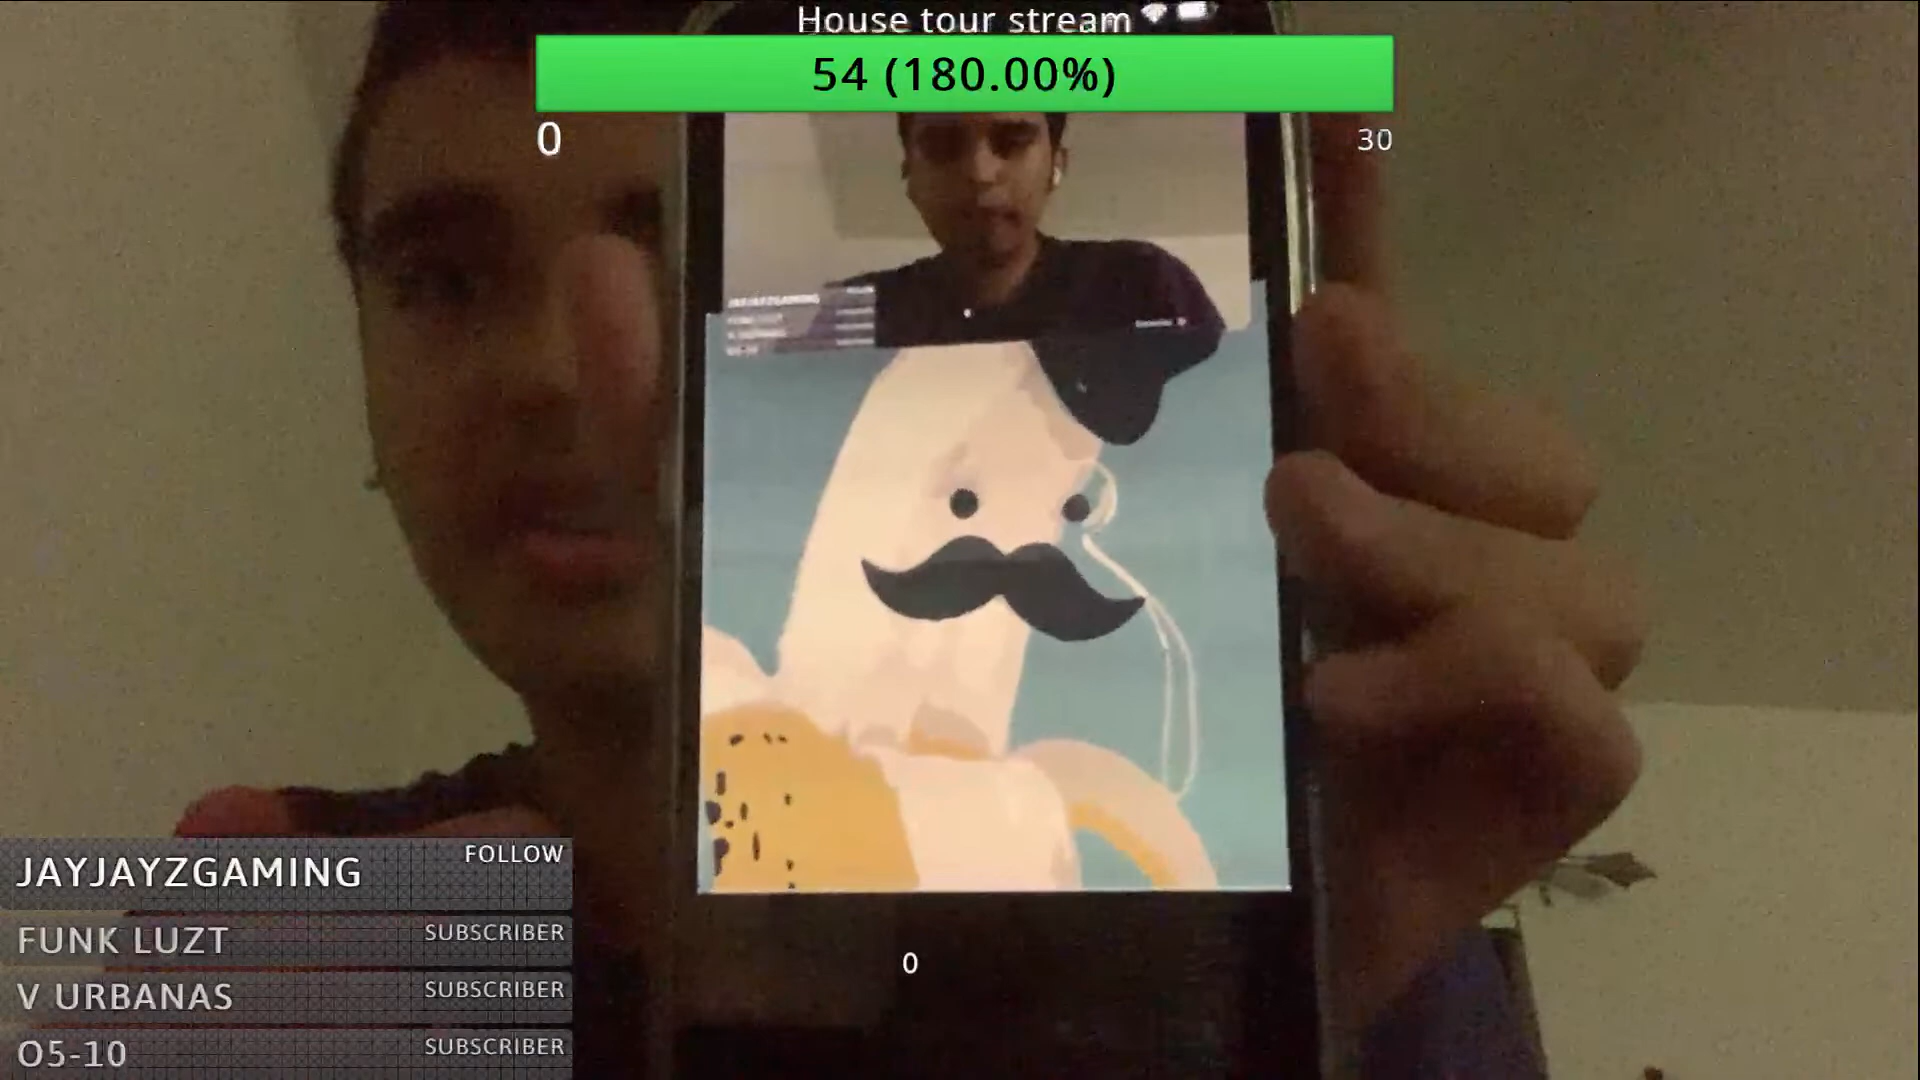 House tour stream
54 (180.00%)
0
30
JAYJAYZGAMING
FOLLOW
FUNK LUZT
SUBSCRIBER
V URBANAS
SUBSCRIBER
O5-10
SUBSCRIBER
0
JAYJAYZGAMING